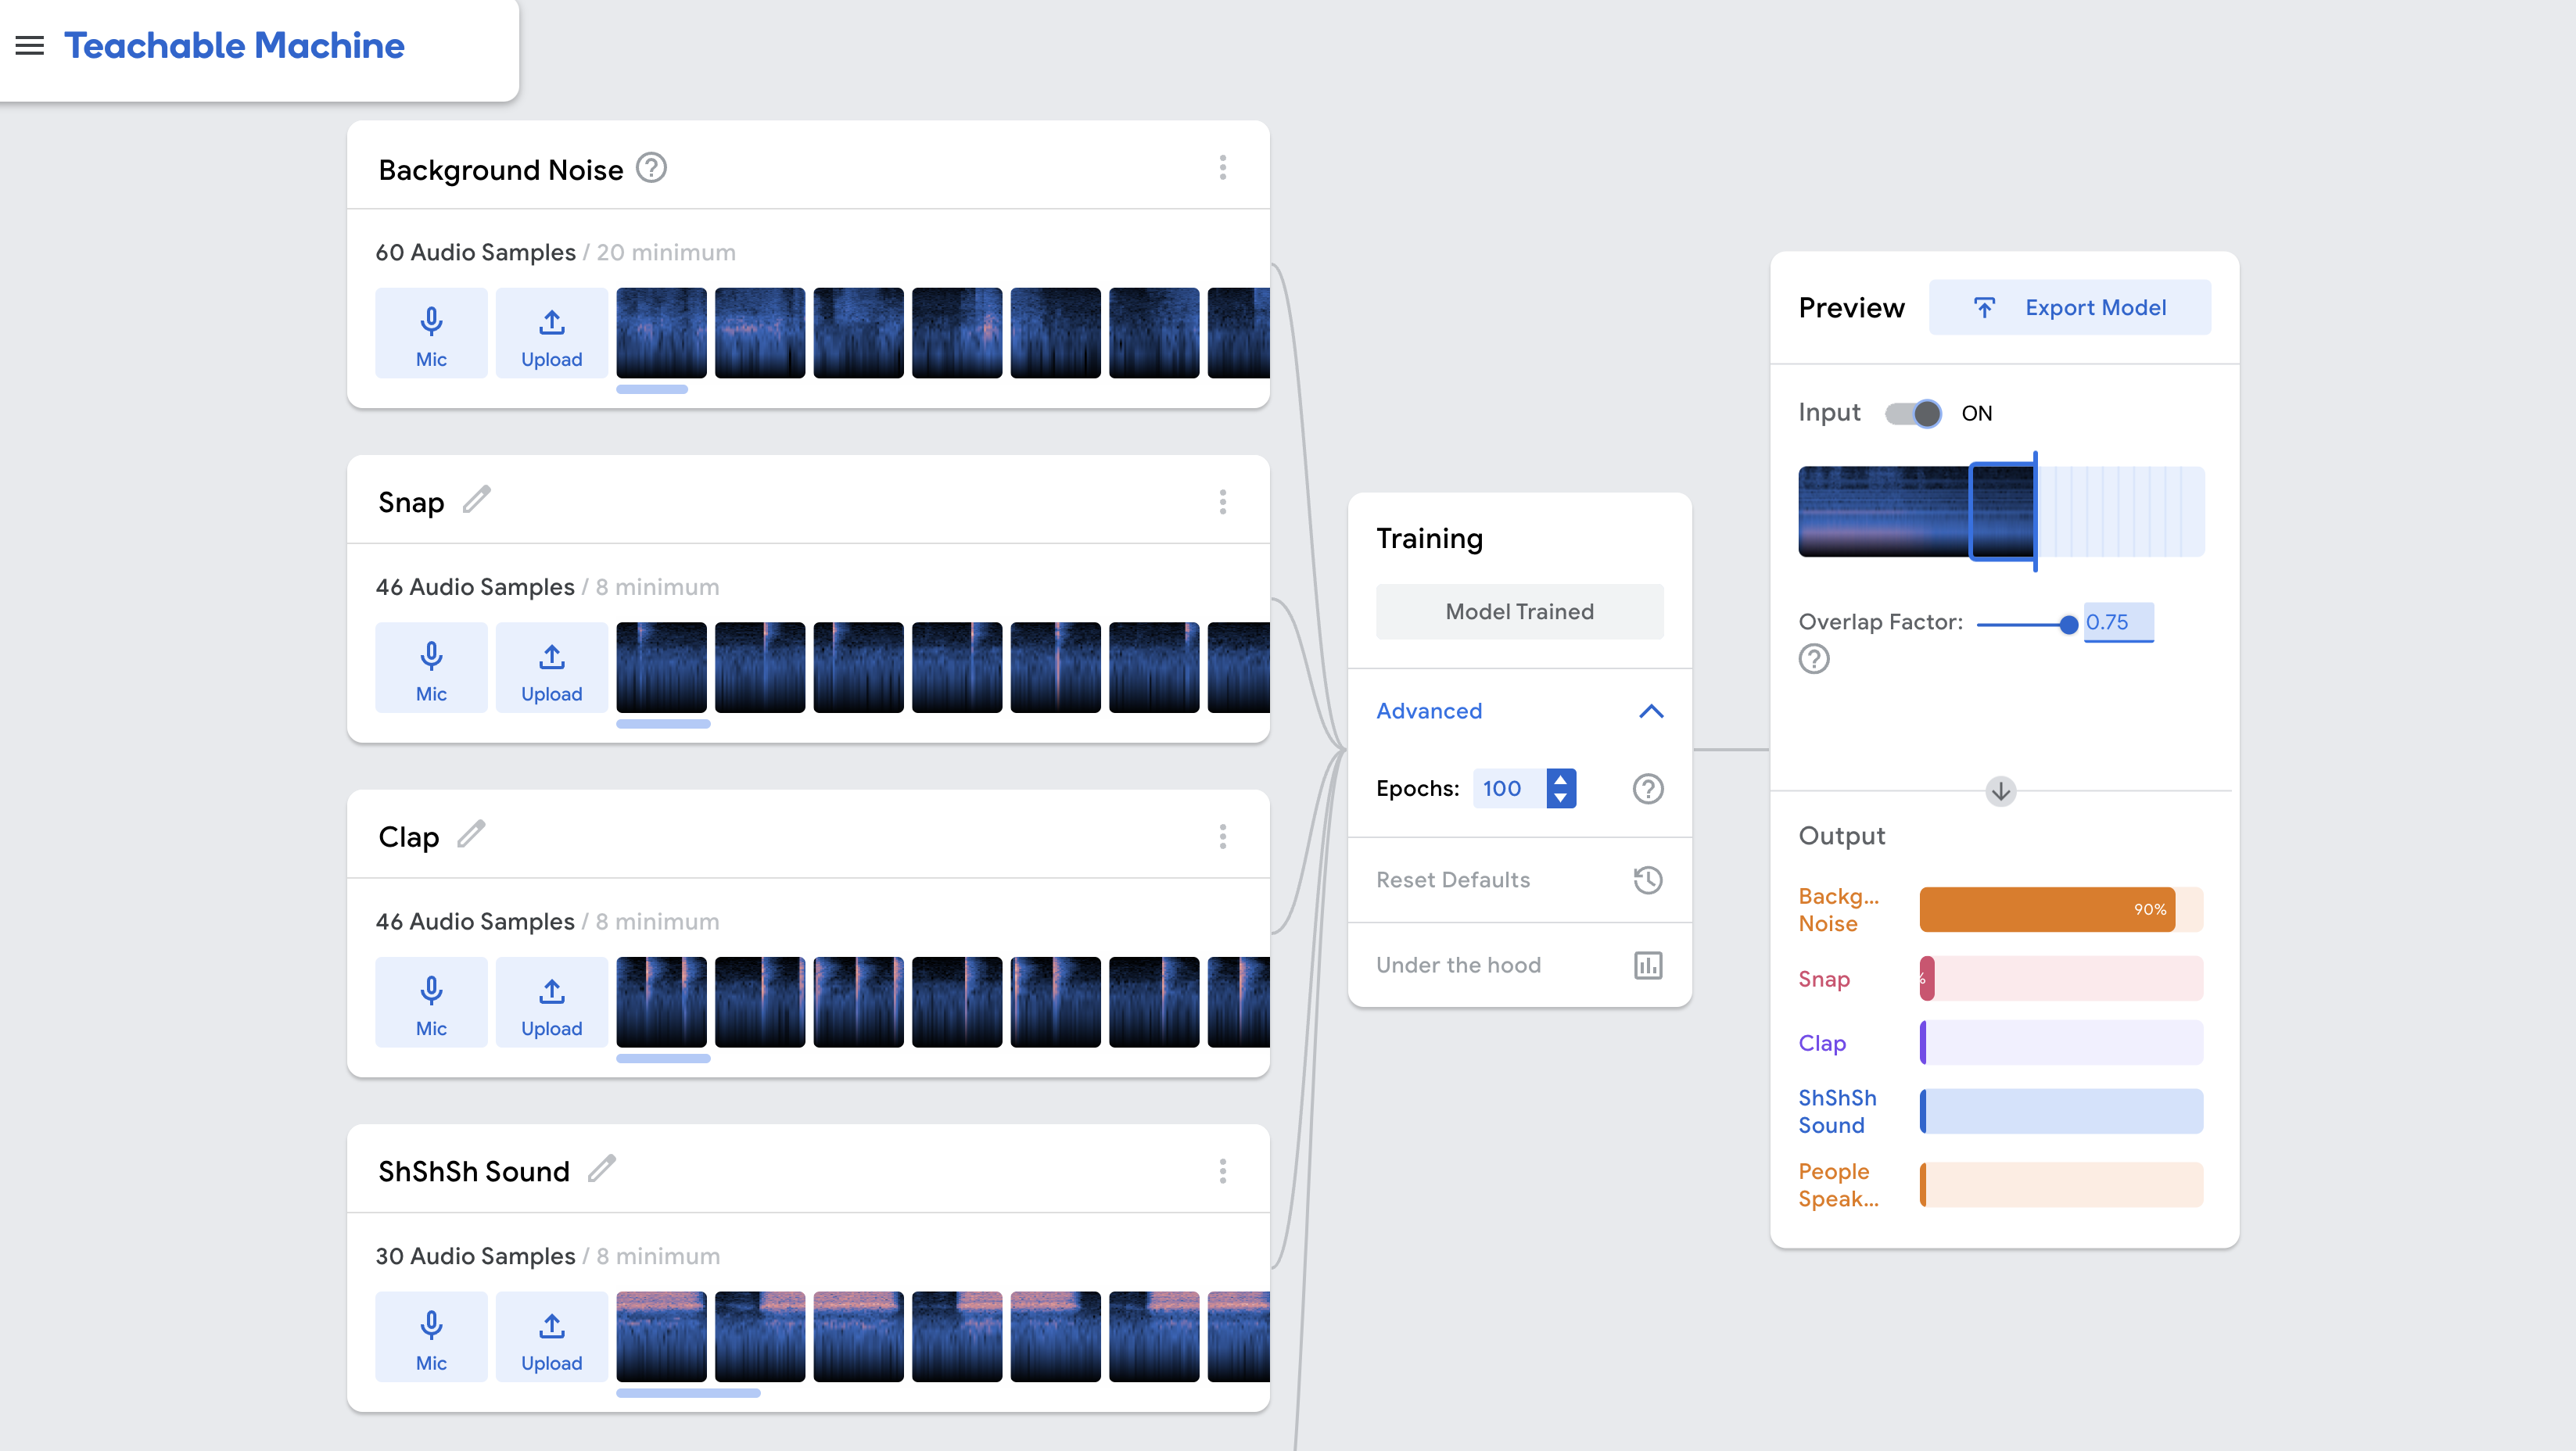 Teachable Machine
Background Noise
60 Audio Samples / 20 minimum
Mic
Upload
Snap
46 Audio Samples / 8 minimum
Mic
Upload
Clap
46 Audio Samples / 8 minimum
Mic
Upload
ShShSh Sound
30 Audio Samples / 8 minimum
Mic
Upload
Training
Model Trained
Advanced
Epochs: 100
Reset Defaults
Under the hood
Preview
Export Model
Input ON
Overlap Factor: 0.75
Output
Backg...
Noise
90%
Snap
%
Clap
ShShSh
Sound
People
Speak...